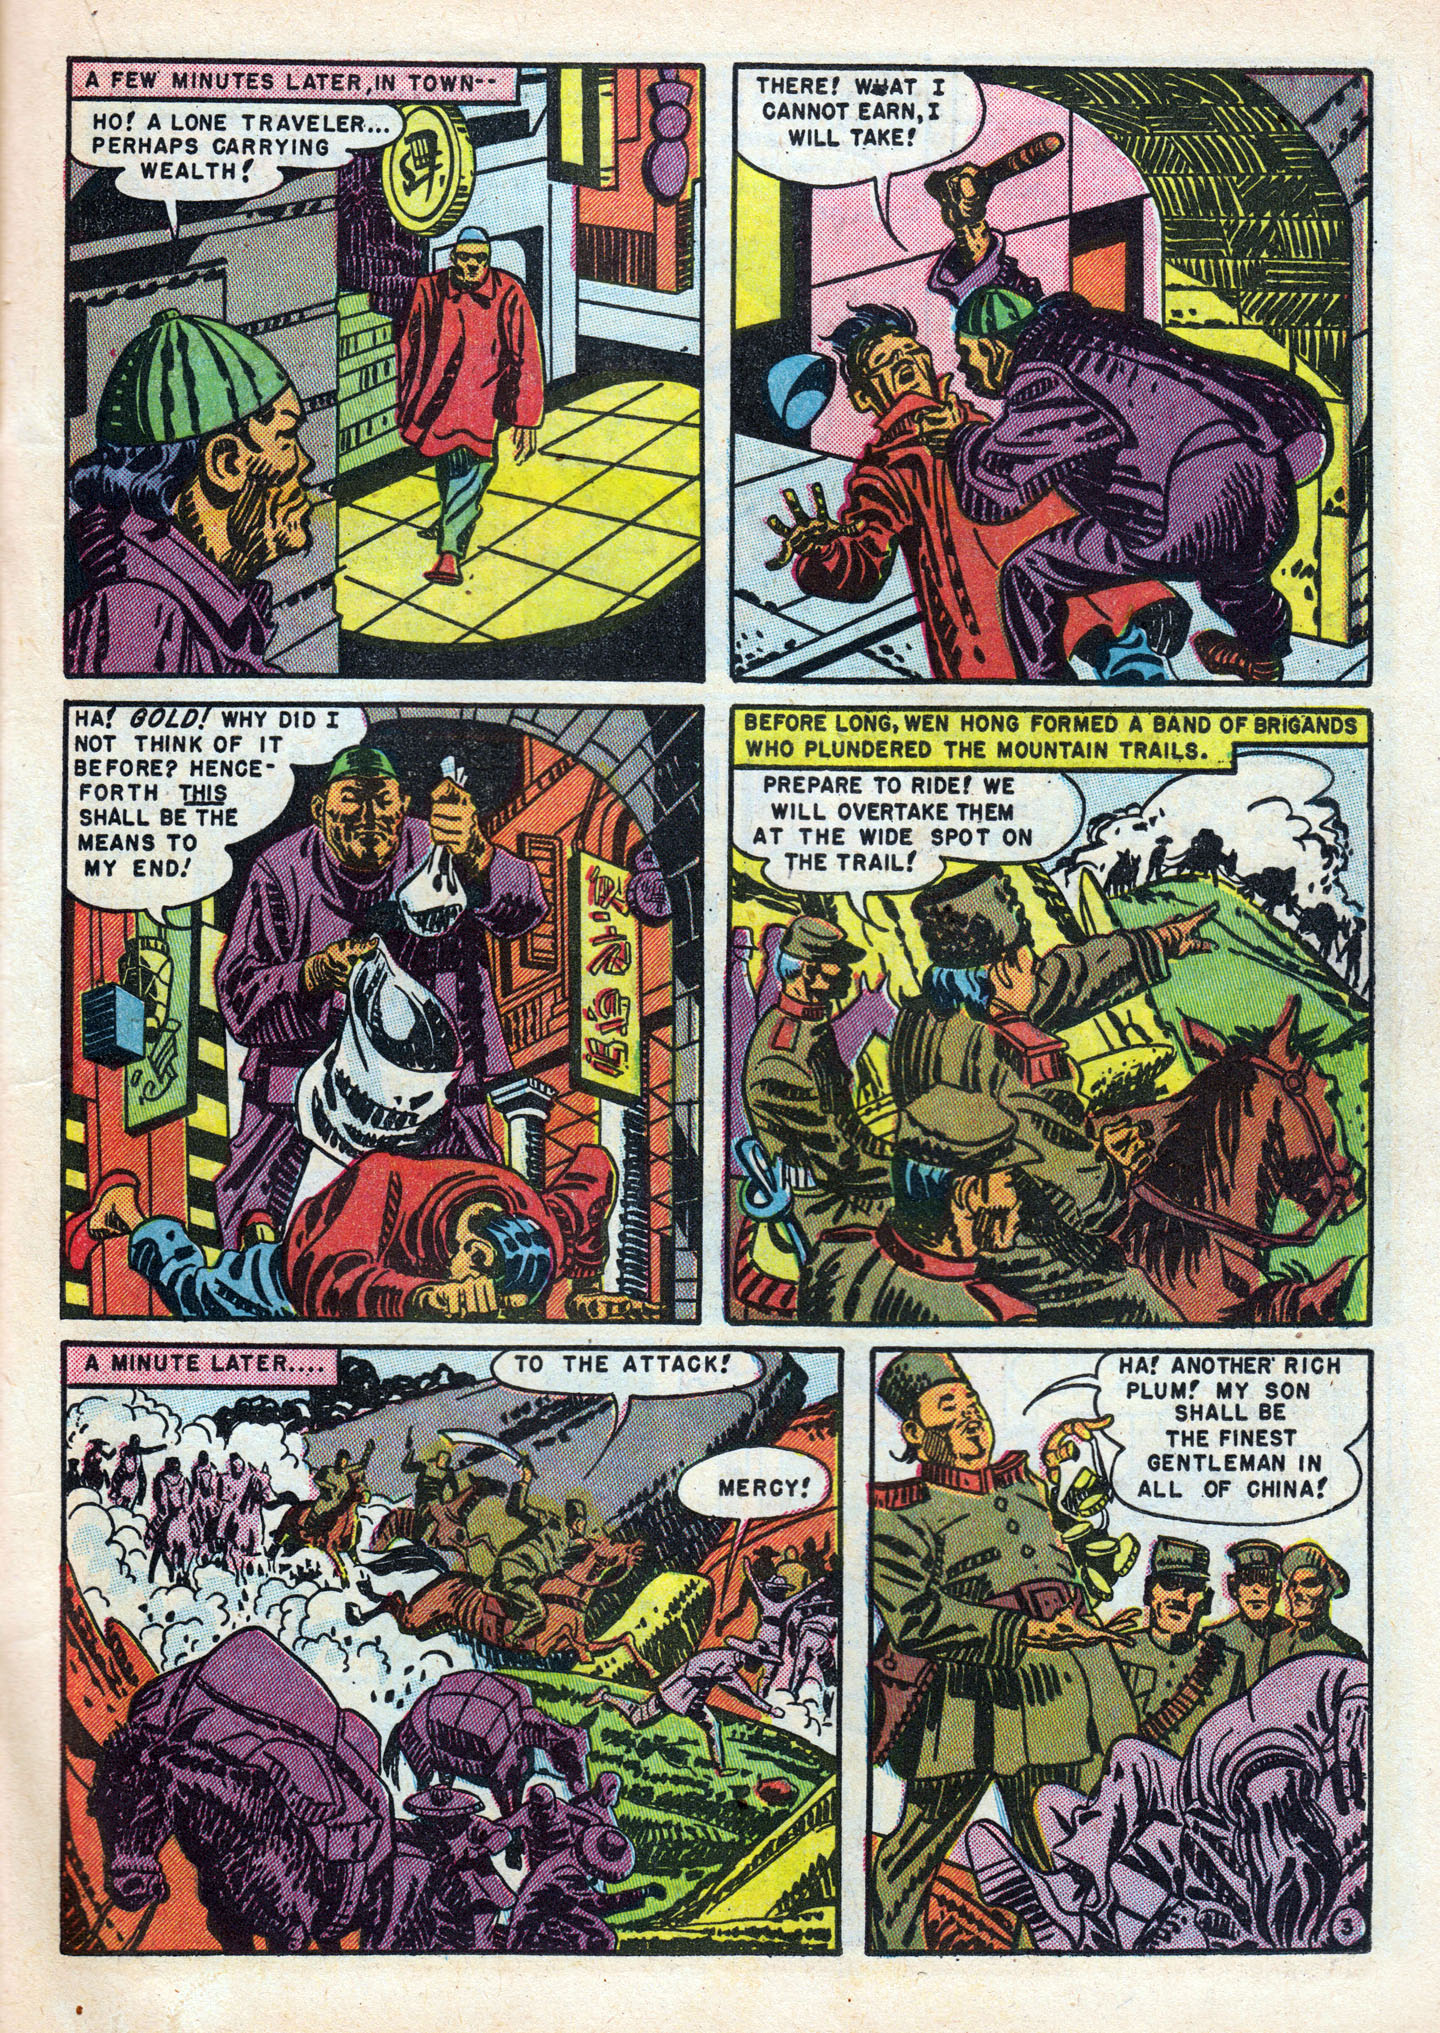 A FEW MINUTES LATER, IN TOWN--
HO! A LONE TRAVELER...
PERHAPS CARRYING
WEALTH!
THERE! WHAT I
CANNOT EARN, I
WILL TAKE!
HA! GOLD! WHY DID I
NOT THINK OF IT
BEFORE? HENCE-
FORTH THIS
SHALL BE THE
MEANS TO
MY END!
BEFORE LONG, WEN HONG FORMED A BAND OF BRIGANDS
WHO PLUNDERED THE MOUNTAIN TRAILS.
PREPARE TO RIDE! WE
WILL OVERTAKE THEM
AT THE WIDE SPOT ON
THE TRAIL!
A MINUTE LATER....
TO THE ATTACK!
MERCY!
HA! ANOTHER RICH
PLUM! MY SON
SHALL BE
THE FINEST
GENTLEMAN IN
ALL OF CHINA!
3